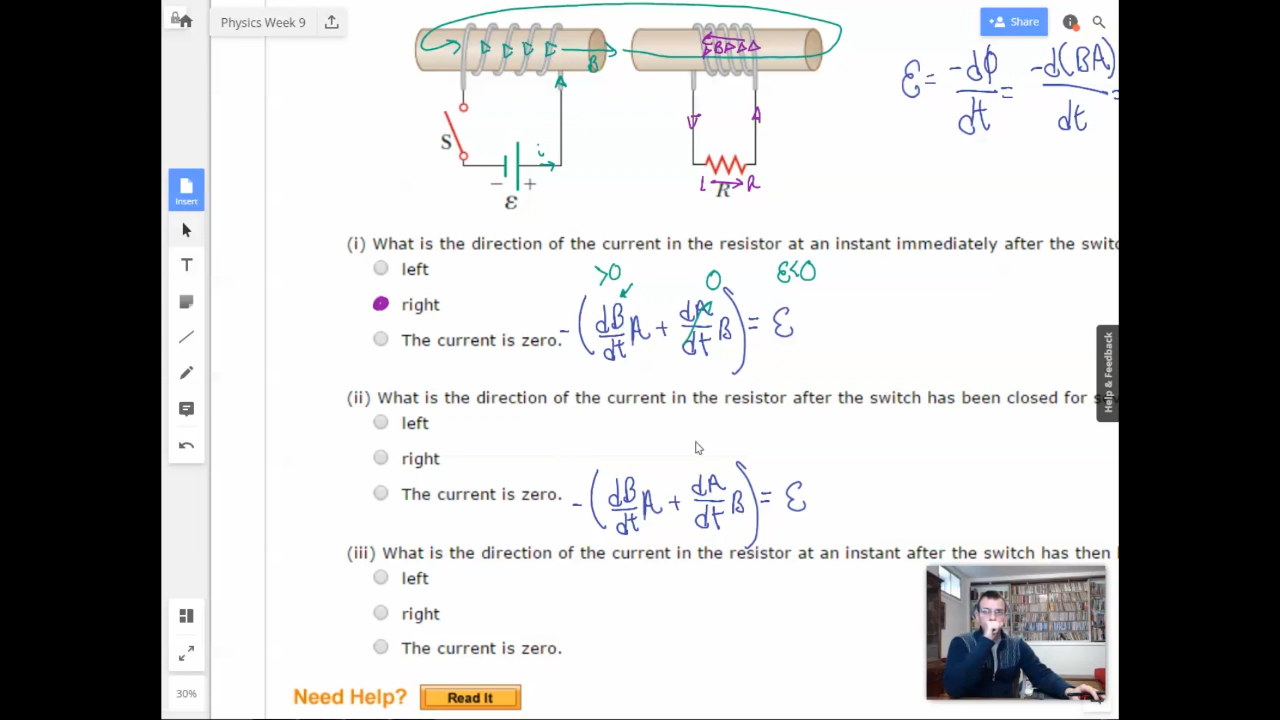 Physics Week 9
Share
B
S
i
− +
ε
L → R
R
ε = -dϕ/dt = -d(BA)/dt =
Insert
T
(i) What is the direction of the current in the resistor at an instant immediately after the switc
left
>0
0
ε<0
right
The current is zero.
-(dB/dt A + dA/dt B) = ε
Help & Feedback
(ii) What is the direction of the current in the resistor after the switch has been closed for s
left
right
The current is zero.
-(dB/dt A + dA/dt B) = ε
(iii) What is the direction of the current in the resistor at an instant after the switch has then
left
right
The current is zero.
30%
Need Help? Read It